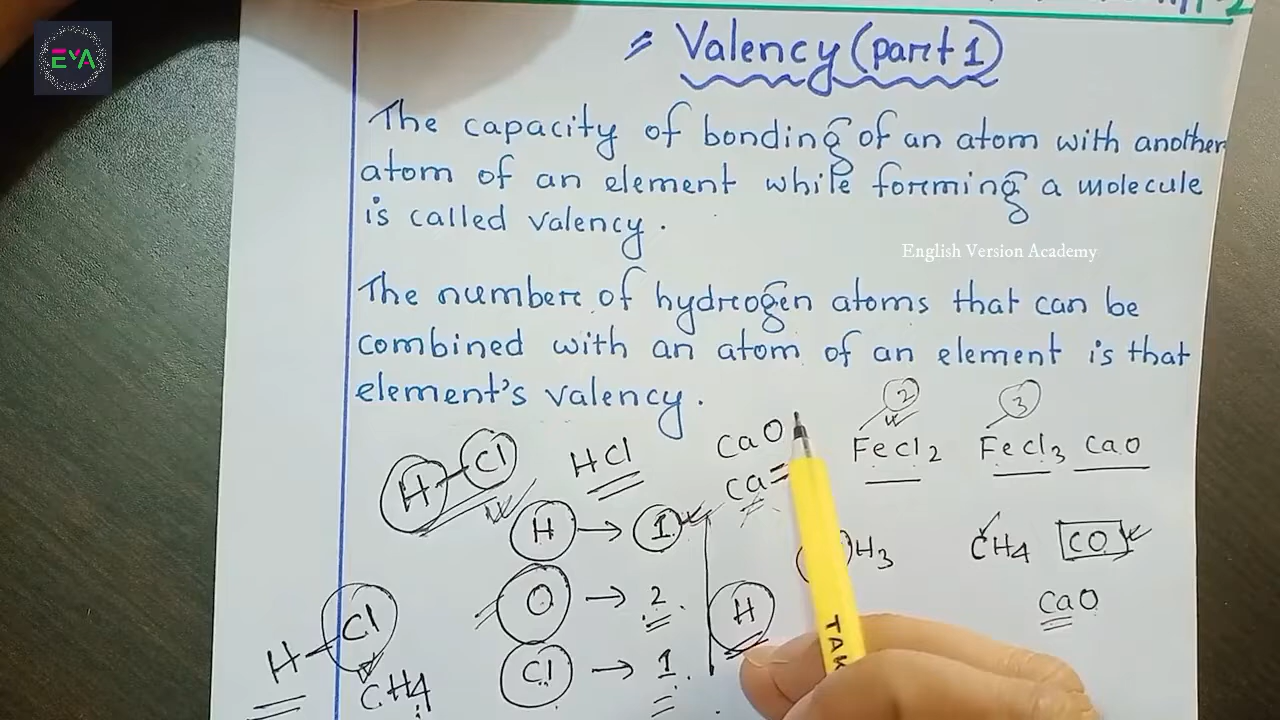 EVA
Valency (part 1)
The capacity of bonding of an atom with another
atom of an element while forming a molecule
is called valency.
English Version Academy
The number of hydrogen atoms that can be
combined with an atom of an element is that
element's valency.
2 3
H-Cl HCl CaO FeCl2 FeCl3 CaO
Ca=
H → 1
H3 CH4 CO
O → 2 H CaO
H-Cl
Cl → 1
CH4
TAK